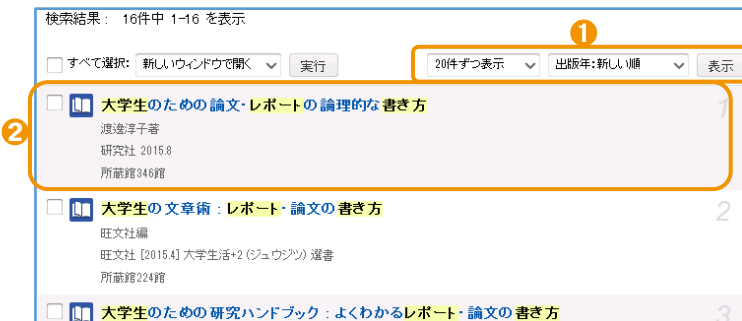 検索結果： 16件中 1-16 を表示
❶
すべて選択: 新しいウィンドウで開く 実行 20件ずつ表示 出版年:新しい順 表示
❷
大学生のための論文・レポートの論理的な書き方 1
渡邊淳子著
研究社 2015.8
所蔵館346館
大学生の文章術 : レポート・論文の書き方 2
旺文社編
旺文社 [2015.4] 大学生活+2 (ジュウジツ) 選書
所蔵館224館
大学生のための研究ハンドブック : よくわかるレポート・論文の書き方 3